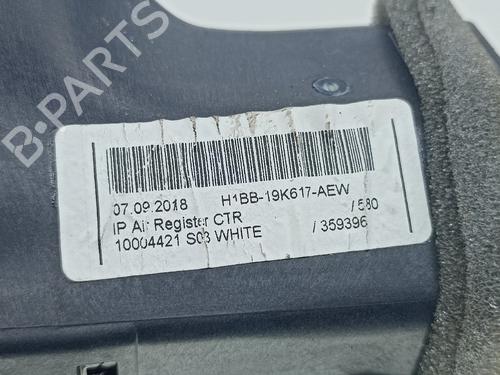 B-PARTS
07.09.2018 H1BB-19K617-AEW
IP Air Register CTR / 580
10004421 S03 WHITE / 359396